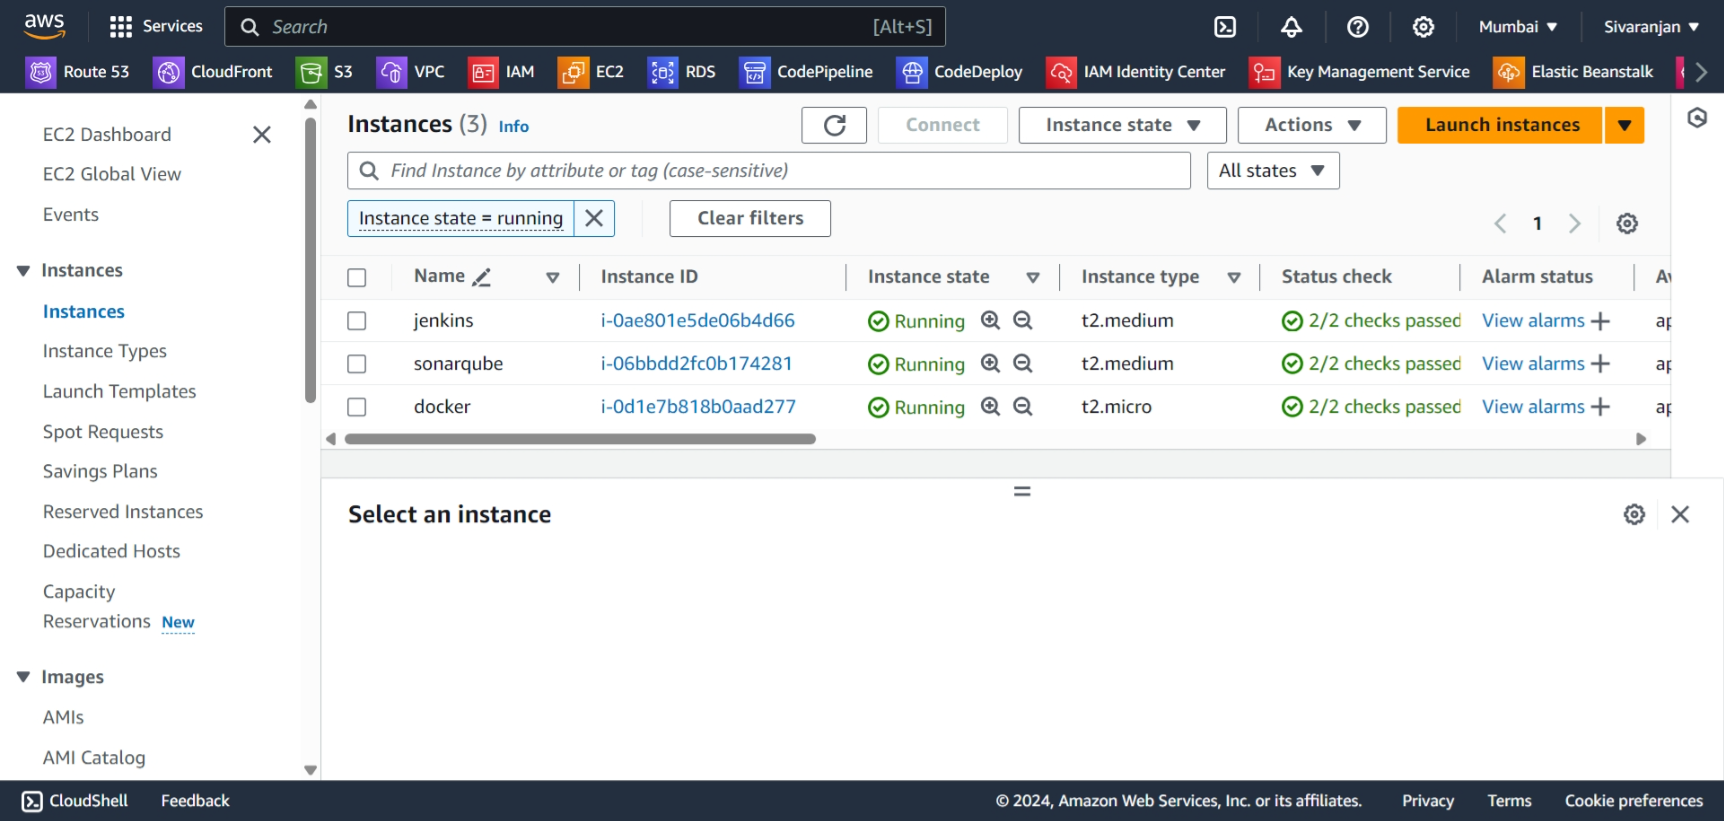 aws Services Search [Alt+S] Mumbai Sivaranjan
Route 53 CloudFront S3 VPC IAM EC2 RDS CodePipeline CodeDeploy IAM Identity Center Key Management Service Elastic Beanstalk
EC2 Dashboard
EC2 Global View
Events
Instances
Instances
Instance Types
Launch Templates
Spot Requests
Savings Plans
Reserved Instances
Dedicated Hosts
Capacity
Reservations New
Images
AMIs
AMI Catalog
Instances (3) Info Connect Instance state Actions Launch instances
Find Instance by attribute or tag (case-sensitive) All states
Instance state = running Clear filters 1
Name Instance ID Instance state Instance type Status check Alarm status
jenkins i-0ae801e5de06b4d66 Running t2.medium 2/2 checks passed View alarms
sonarqube i-06bbdd2fc0b174281 Running t2.medium 2/2 checks passed View alarms
docker i-0d1e7b818b0aad277 Running t2.micro 2/2 checks passed View alarms
Select an instance
CloudShell Feedback © 2024, Amazon Web Services, Inc. or its affiliates. Privacy Terms Cookie preferences